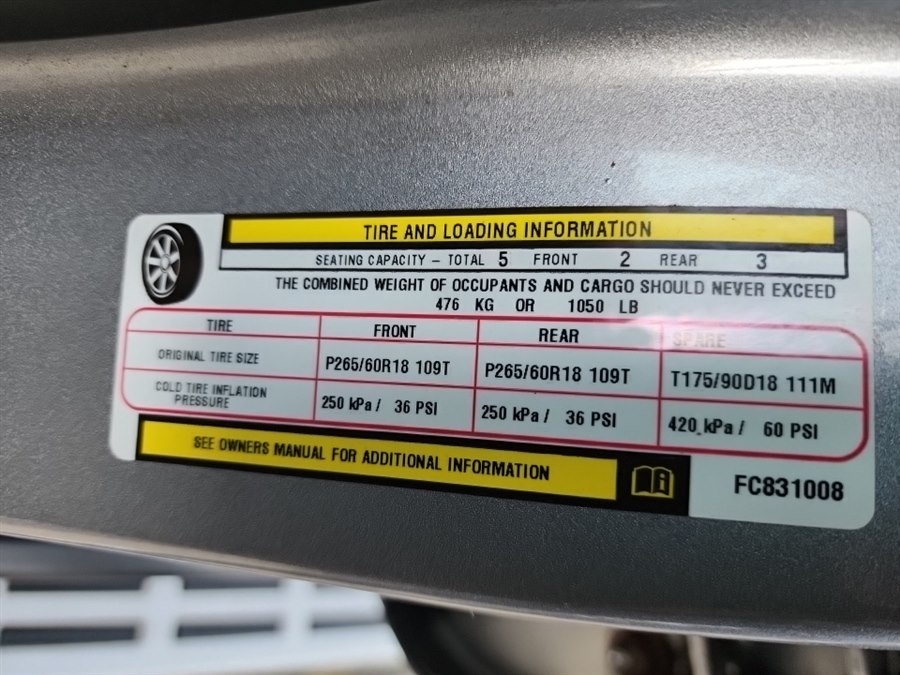 TIRE AND LOADING INFORMATION
SEATING CAPACITY – TOTAL 5 FRONT 2 REAR 3
THE COMBINED WEIGHT OF OCCUPANTS AND CARGO SHOULD NEVER EXCEED
476 KG OR 1050 LB
TIRE FRONT REAR SPARE
ORIGINAL TIRE SIZE P265/60R18 109T P265/60R18 109T T175/90D18 111M
COLD TIRE INFLATION
PRESSURE 250 kPa / 36 PSI 250 kPa / 36 PSI 420 kPa / 60 PSI
SEE OWNERS MANUAL FOR ADDITIONAL INFORMATION
FC831008